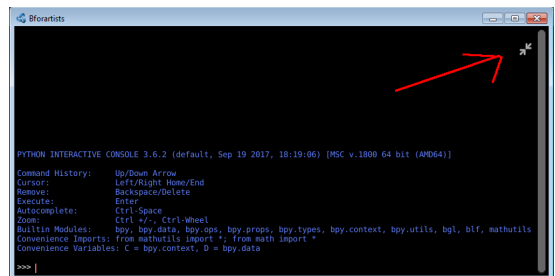 Bforartists
PYTHON INTERACTIVE CONSOLE 3.6.2 (default, Sep 19 2017, 18:19:06) [MSC v.1800 64 bit (AMD64)]
Command History: Up/Down Arrow
Cursor: Left/Right Home/End
Remove: Backspace/Delete
Execute: Enter
Autocomplete: Ctrl-Space
Zoom: Ctrl +/-, Ctrl-Wheel
Builtin Modules: bpy, bpy.data, bpy.ops, bpy.props, bpy.types, bpy.context, bpy.utils, bgl, blf, mathutils
Convenience Imports: from mathutils import *; from math import *
Convenience Variables: C = bpy.context, D = bpy.data
>>>